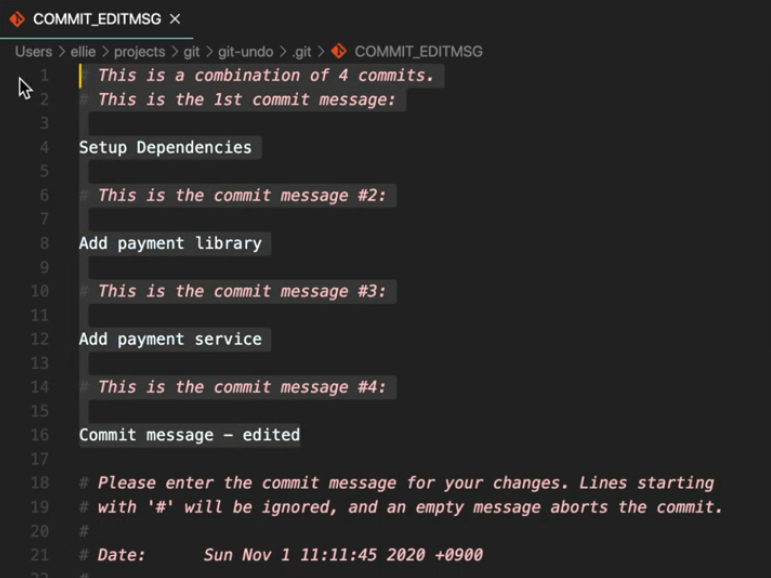 COMMIT_EDITMSG ×
Users > ellie > projects > git > git-undo > .git > COMMIT_EDITMSG
1 # This is a combination of 4 commits.
2 # This is the 1st commit message:
3
4 Setup Dependencies
5
6 # This is the commit message #2:
7
8 Add payment library
9
10 # This is the commit message #3:
11
12 Add payment service
13
14 # This is the commit message #4:
15
16 Commit message – edited
17
18 # Please enter the commit message for your changes. Lines starting
19 # with '#' will be ignored, and an empty message aborts the commit.
20 #
21 # Date: Sun Nov 1 11:11:45 2020 +0900